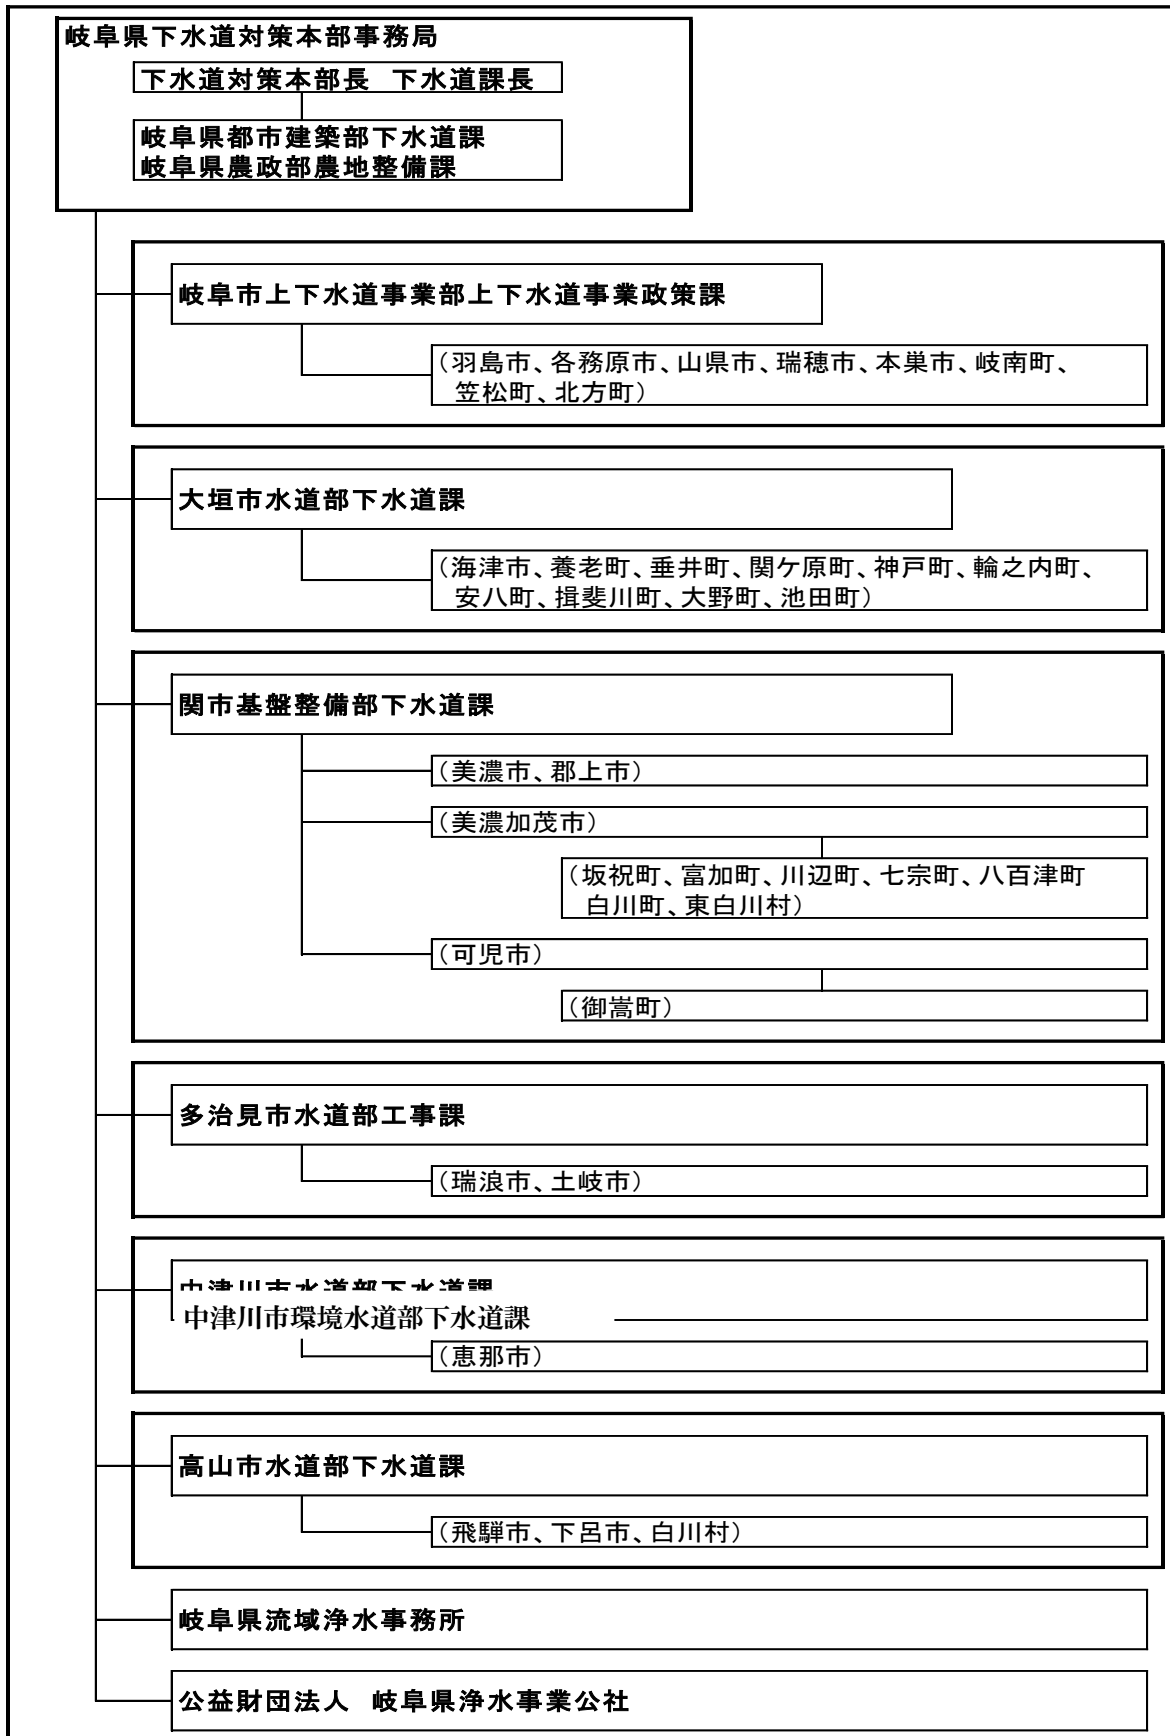 岐阜県下水道対策本部事務局
下水道対策本部長 下水道課長
岐阜県都市建築部下水道課
岐阜県農政部農地整備課
岐阜市上下水道事業部上下水道事業政策課
(羽島市、各務原市、山県市、瑞穂市、本巣市、岐南町、
笠松町、北方町)
大垣市水道部下水道課
(海津市、養老町、垂井町、関ケ原町、神戸町、輪之内町、
安八町、揖斐川町、大野町、池田町)
関市基盤整備部下水道課
(美濃市、郡上市)
(美濃加茂市)
(坂祝町、富加町、川辺町、七宗町、八百津町
白川町、東白川村)
(可児市)
(御嵩町)
多治見市水道部工事課
(瑞浪市、土岐市)
中津川市水道部下水道課
中津川市環境水道部下水道課
(恵那市)
高山市水道部下水道課
(飛騨市、下呂市、白川村)
岐阜県流域浄水事務所
公益財団法人 岐阜県浄水事業公社